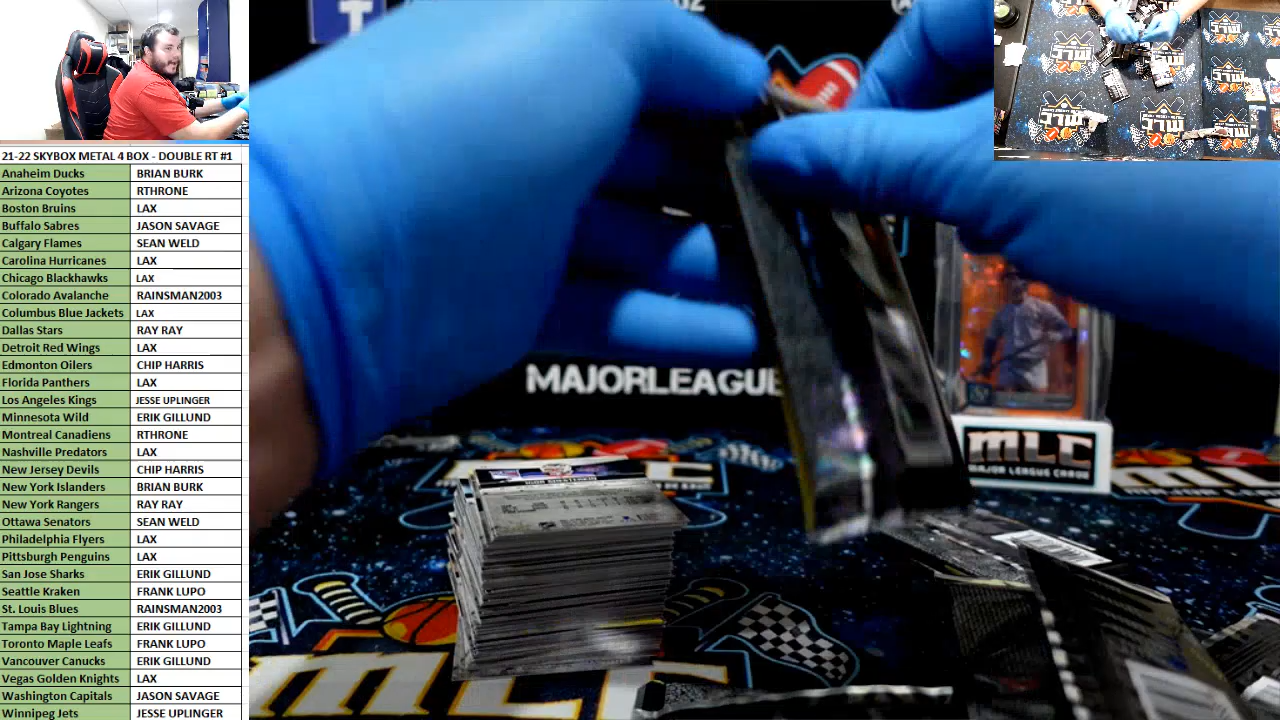 21-22 SKYBOX METAL 4 BOX - DOUBLE RT #1
Anaheim Ducks BRIAN BURK
Arizona Coyotes RTHRONE
Boston Bruins LAX
Buffalo Sabres JASON SAVAGE
Calgary Flames SEAN WELD
Carolina Hurricanes LAX
Chicago Blackhawks LAX
Colorado Avalanche RAINSMAN2003
Columbus Blue Jackets LAX
Dallas Stars RAY RAY
Detroit Red Wings LAX
Edmonton Oilers CHIP HARRIS
Florida Panthers LAX
Los Angeles Kings JESSE UPLINGER
Minnesota Wild ERIK GILLUND
Montreal Canadiens RTHRONE
Nashville Predators LAX
New Jersey Devils CHIP HARRIS
New York Islanders BRIAN BURK
New York Rangers RAY RAY
Ottawa Senators SEAN WELD
Philadelphia Flyers LAX
Pittsburgh Penguins LAX
San Jose Sharks ERIK GILLUND
Seattle Kraken FRANK LUPO
St. Louis Blues RAINSMAN2003
Tampa Bay Lightning ERIK GILLUND
Toronto Maple Leafs FRANK LUPO
Vancouver Canucks ERIK GILLUND
Vegas Golden Knights LAX
Washington Capitals JASON SAVAGE
Winnipeg Jets JESSE UPLINGER
MAJORLEAGUE
MLC
MAJOR LEAGUE CARDS
MLC